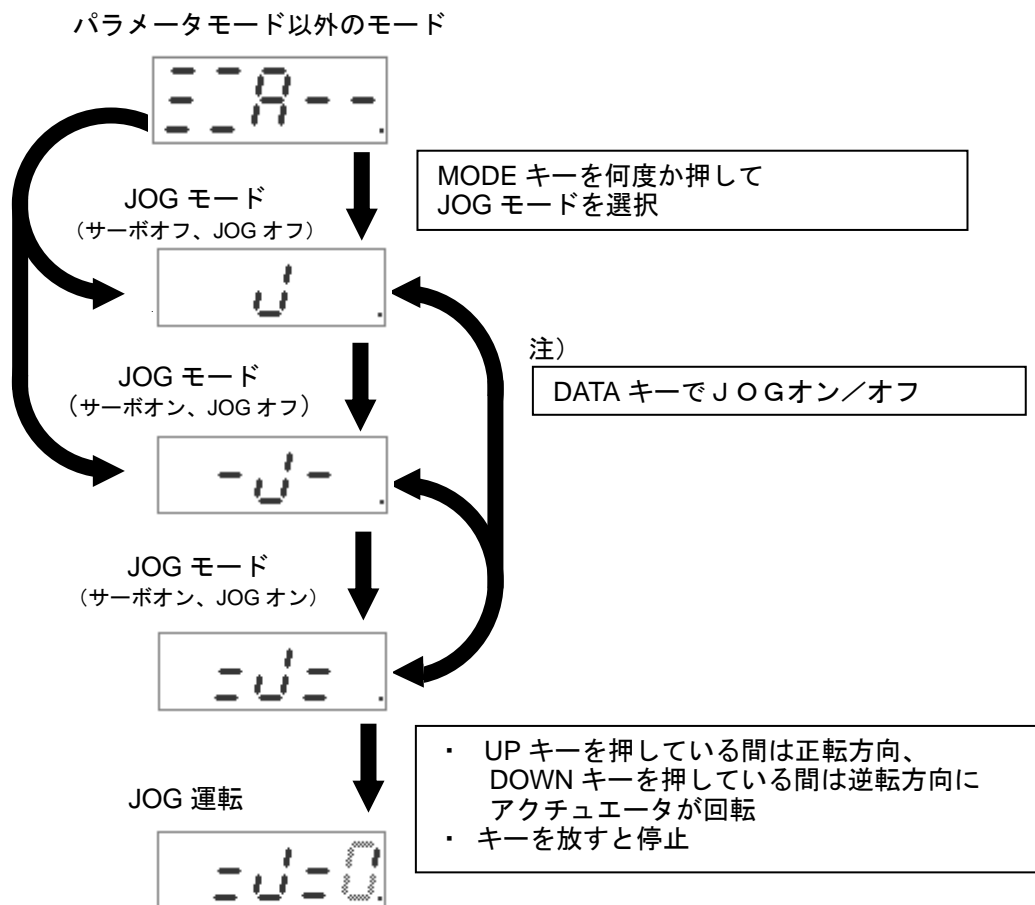 パラメータモード以外のモード
A--.
MODE キーを何度か押して
JOG モードを選択
JOG モード
（サーボオフ、JOG オフ）
J.
注）
DATA キーでＪＯＧオン／オフ
JOG モード
（サーボオン、JOG オフ）
-J-.
JOG モード
（サーボオン、JOG オン）
=J=.
・ UP キーを押している間は正転方向、
DOWN キーを押している間は逆転方向に
アクチュエータが回転
・ キーを放すと停止
JOG 運転
=J=0.